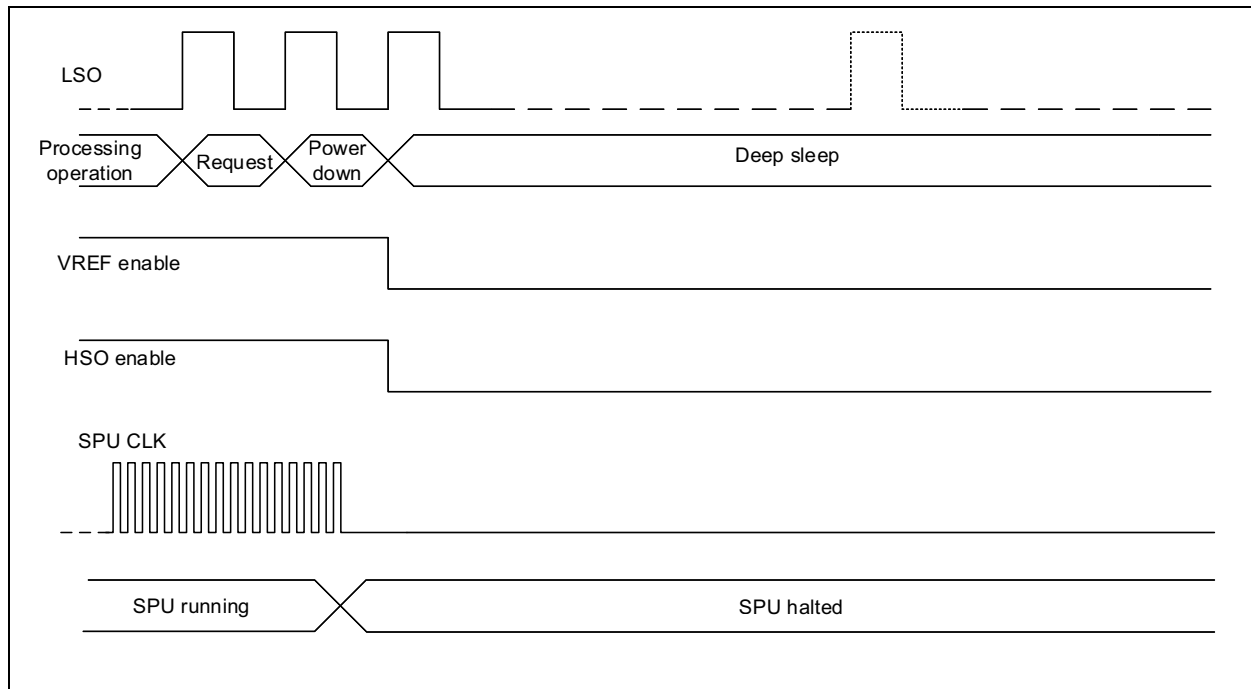 LSO
Processing
operation
Request
Power
down
Deep sleep
VREF enable
HSO enable
SPU CLK
SPU running
SPU halted